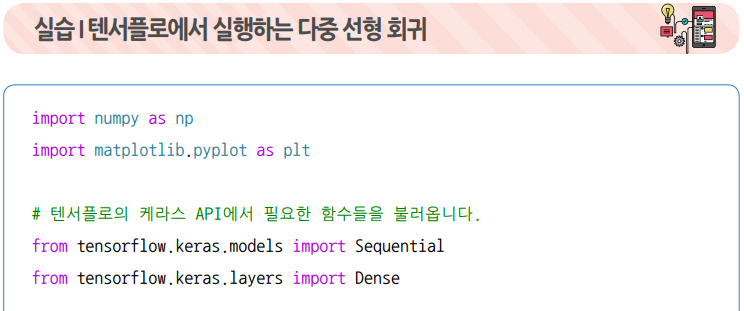 실습 | 텐서플로에서 실행하는 다중 선형 회귀
import numpy as np
import matplotlib.pyplot as plt
# 텐서플로의 케라스 API에서 필요한 함수들을 불러옵니다.
from tensorflow.keras.models import Sequential
from tensorflow.keras.layers import Dense